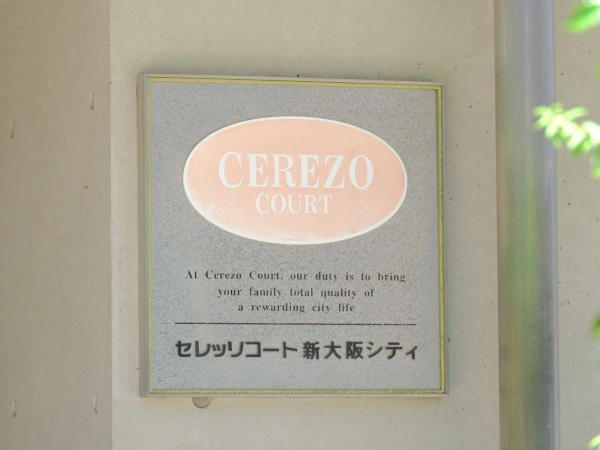 CEREZO
COURT
At Cerezo Court, our duty is to bring
your family total quality of
a rewarding city life
セレッソコート新大阪シティ